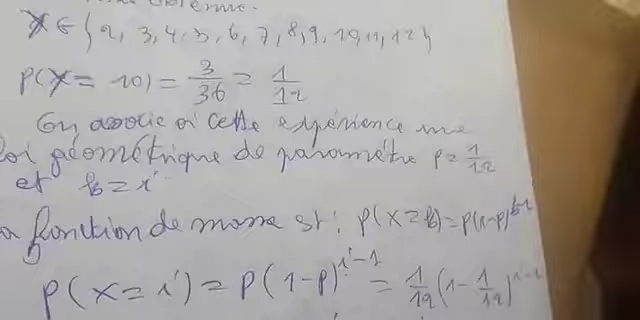 obtenue.
X ∈ {2, 3, 4, 5, 6, 7, 8, 9, 10, 11, 12}
P(X = 10) = 3/36 = 1/12
On associe à cette expérience une
loi géométrique de paramètre p = 1/12
et k = i
fonction de masse st : P(X = k) = p(1-p)^k-1
P(X = i) = P(1-p)^i-1 = 1/12 (1 - 1/12)^i-1